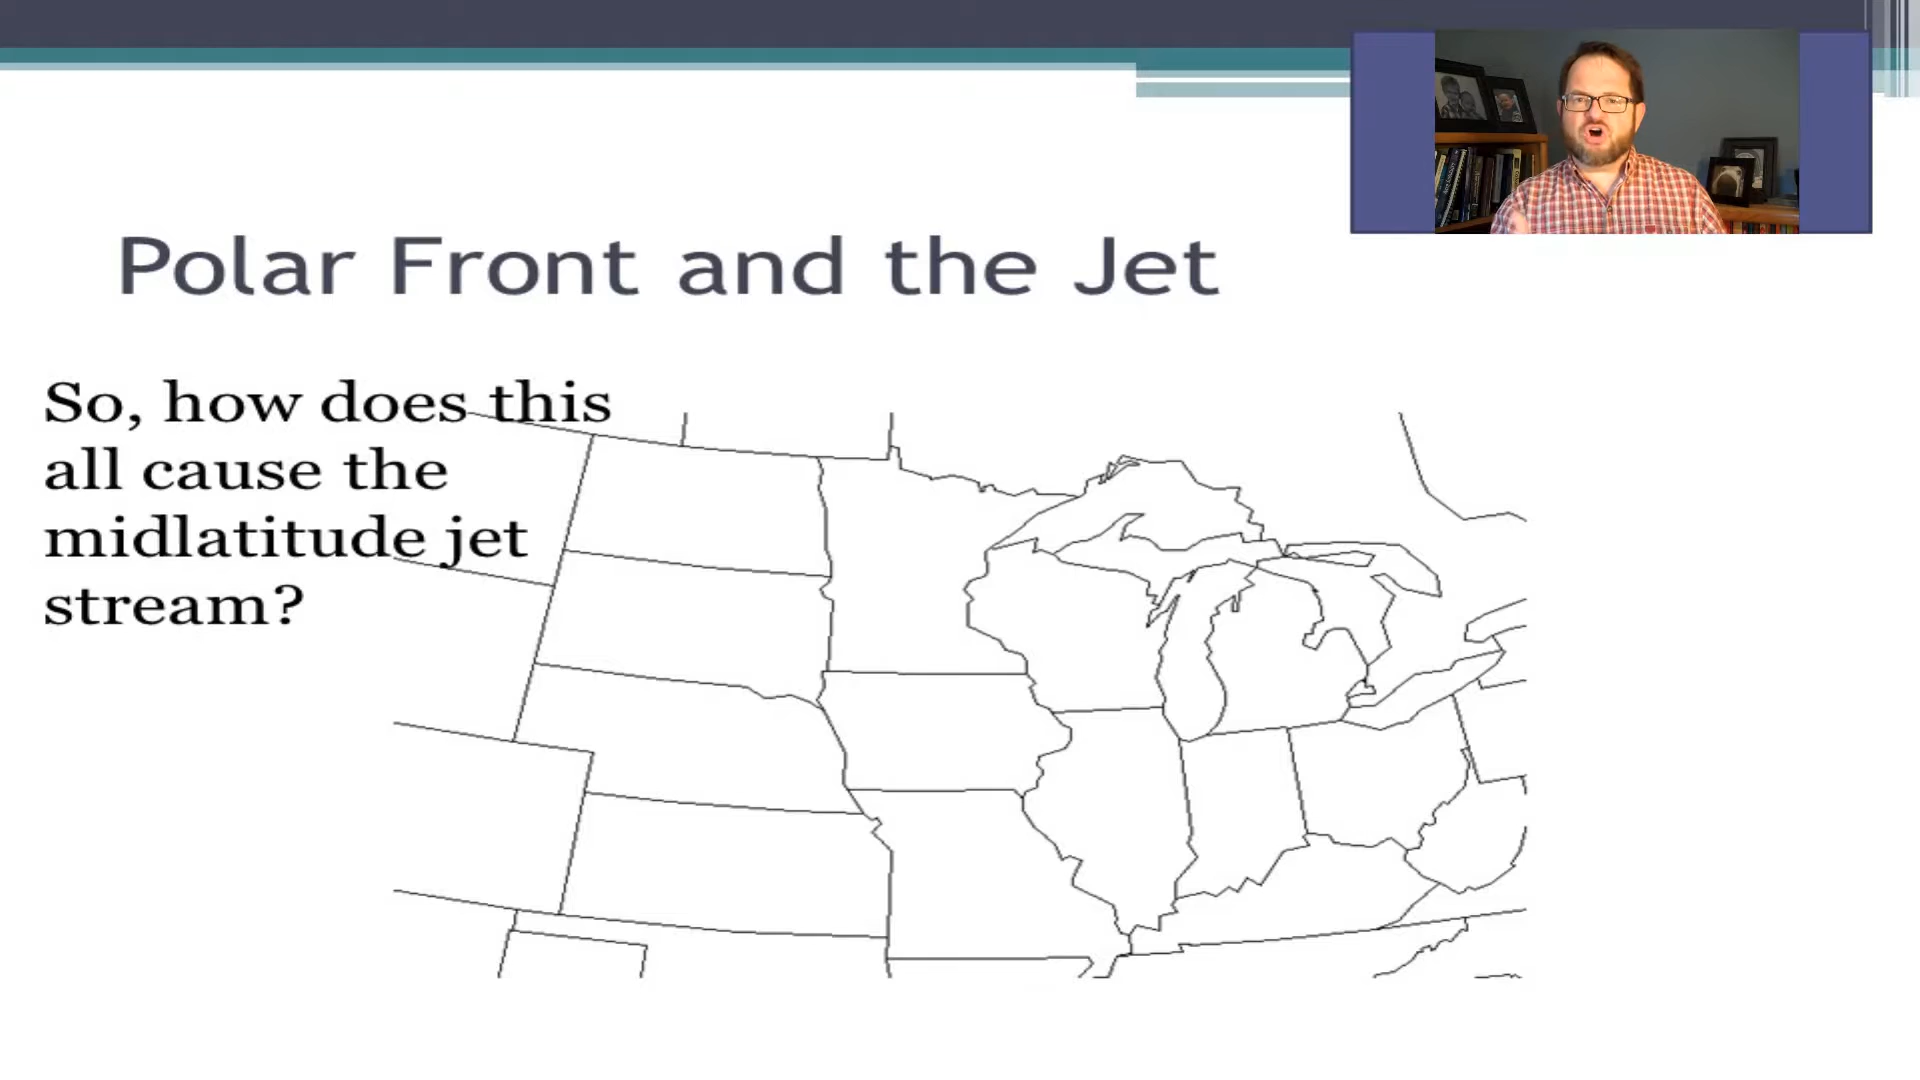 Polar Front and the Jet
So, how does this
all cause the
midlatitude jet
stream?